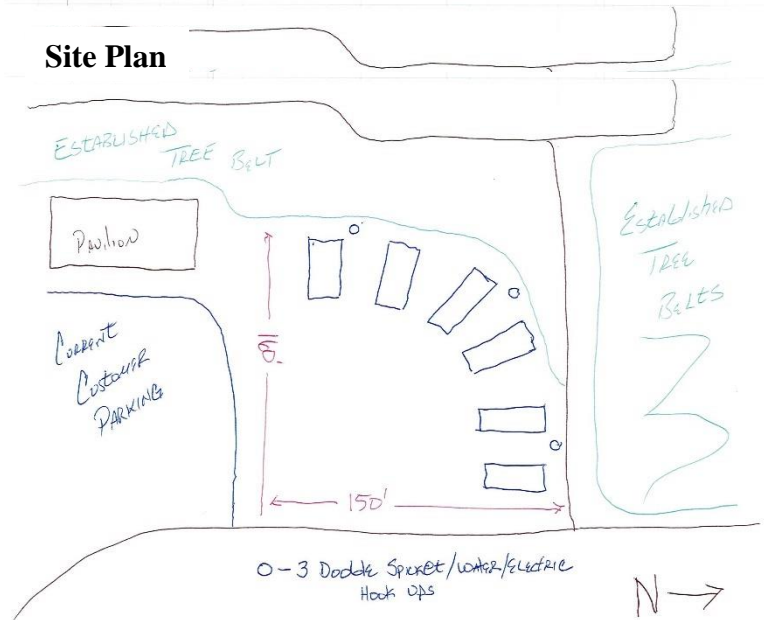 Site Plan
ESTABLISHED
TREE BELT
PAVILION
CURRENT
CUSTOMER
PARKING
150'
ESTABLISHED
TREE
BELTS
O - 3 Double Spicket/WATER/ELECTRIC
Hook UPS
N